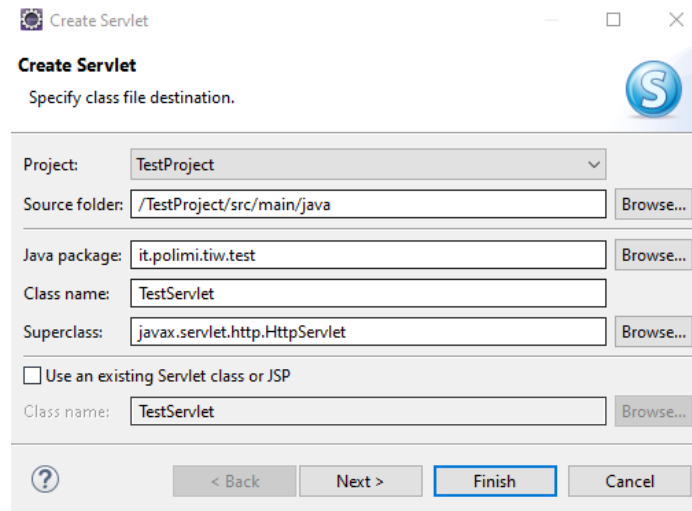 Create Servlet
Create Servlet
Specify class file destination.
S
Project: TestProject
Source folder: /TestProject/src/main/java Browse...
Java package: it.polimi.tiw.test Browse...
Class name: TestServlet
Superclass: javax.servlet.http.HttpServlet Browse...
Use an existing Servlet class or JSP
Class name: TestServlet Browse...
? < Back Next > Finish Cancel